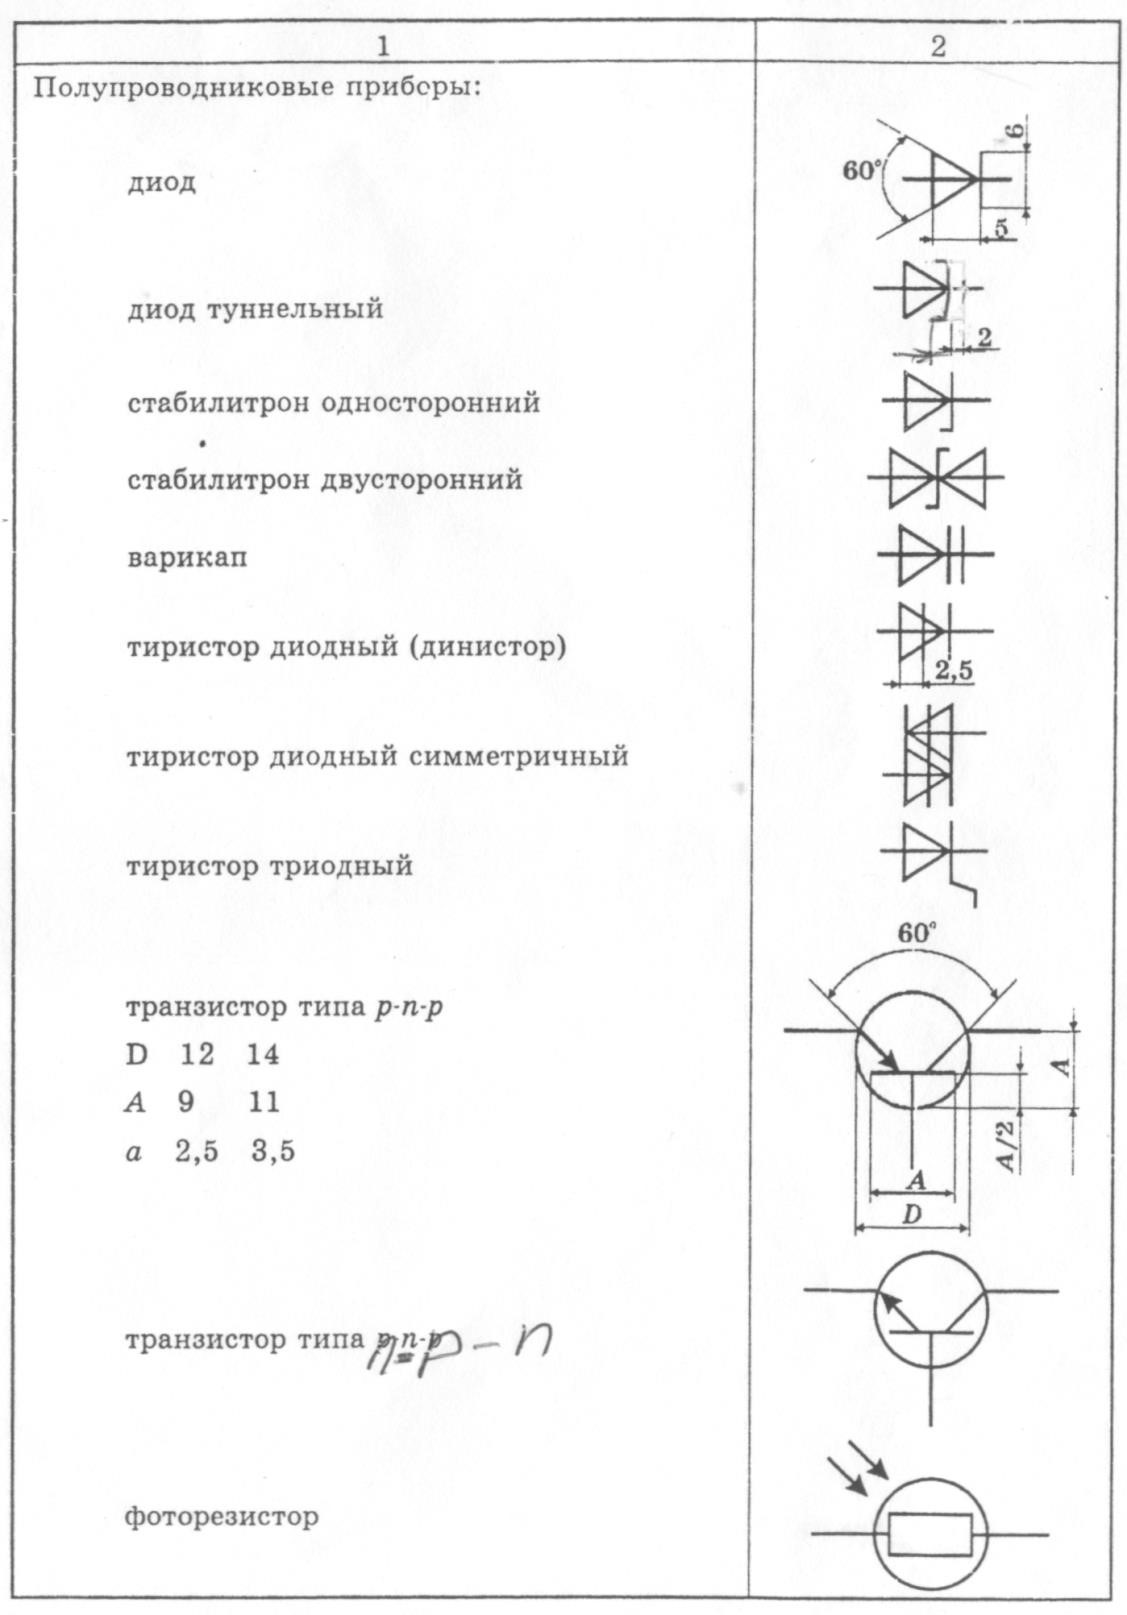 1 2
Полупроводниковые приборы:
диод
60° 6
5
диод туннельный
2
стабилитрон односторонний
стабилитрон двусторонний
варикап
тиристор диодный (динистор)
2,5
тиристор диодный симметричный
тиристор триодный
60°
транзистор типа p-n-p
D 12 14
A 9 11
a 2,5 3,5
A
A/2
A
D
транзистор типа p-n-p
n=p-n
фоторезистор